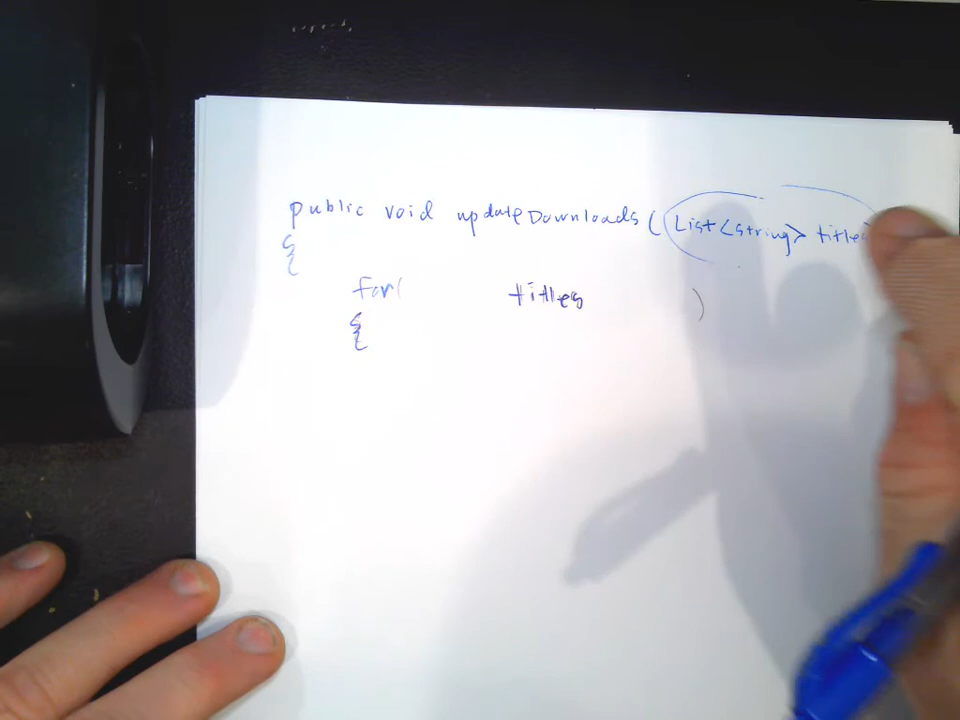 public void updateDownloads (List<string> titles
{
for( titles )
{